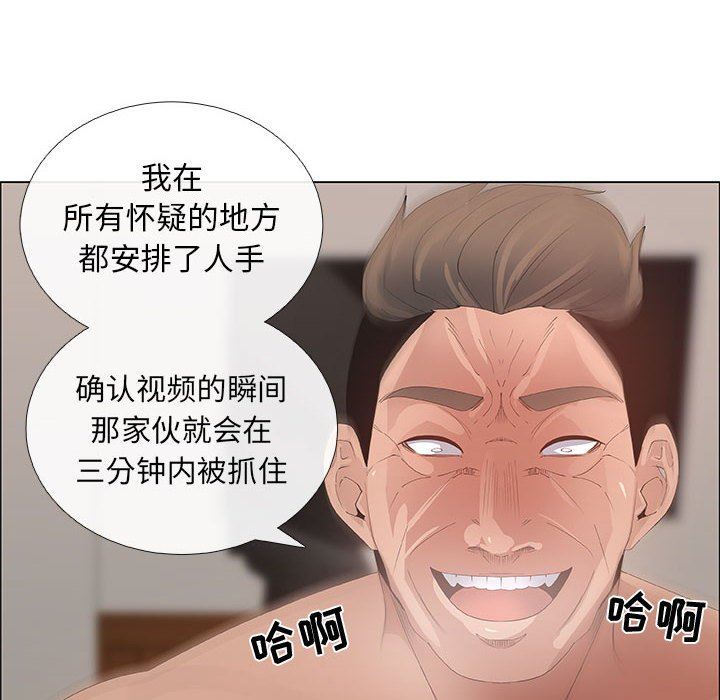 我在
所有怀疑的地方
都安排了人手
确认视频的瞬间
那家伙就会在
三分钟内被抓住
哈啊
哈啊